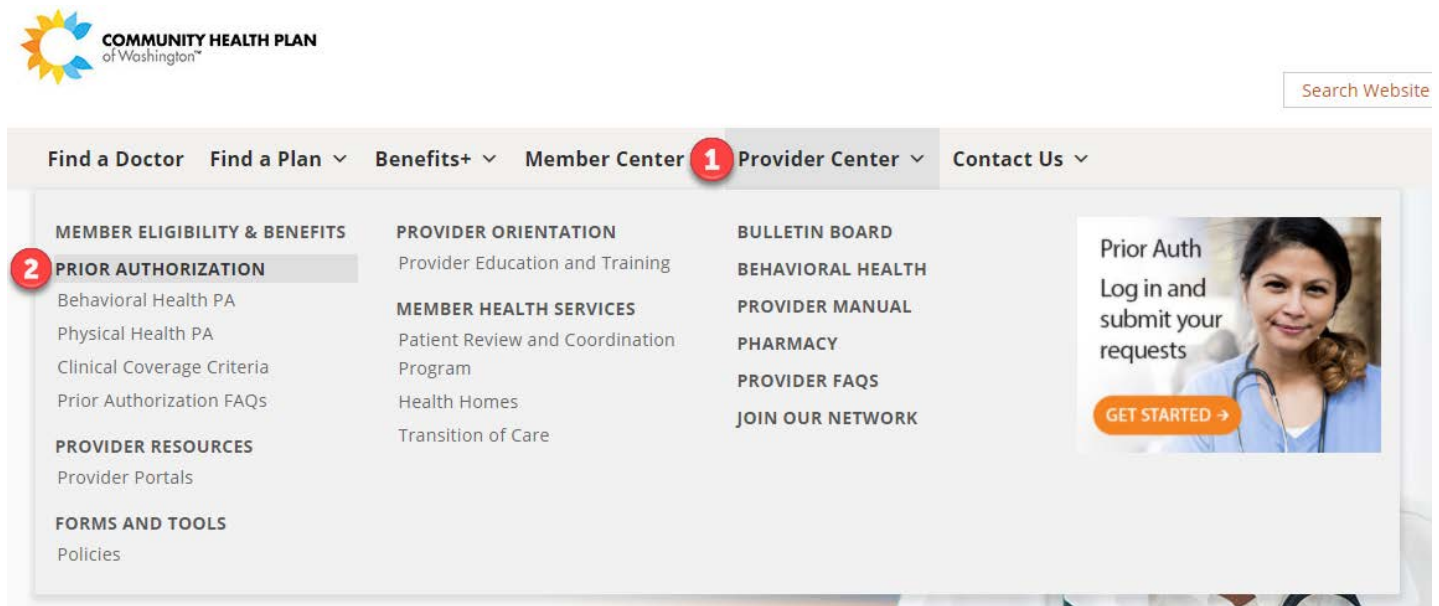 COMMUNITY HEALTH PLAN
of Washington™
Search Website
Find a Doctor Find a Plan Benefits+ Member Center 1 Provider Center Contact Us
MEMBER ELIGIBILITY & BENEFITS
2 PRIOR AUTHORIZATION
Behavioral Health PA
Physical Health PA
Clinical Coverage Criteria
Prior Authorization FAQs
PROVIDER RESOURCES
Provider Portals
FORMS AND TOOLS
Policies
PROVIDER ORIENTATION
Provider Education and Training
MEMBER HEALTH SERVICES
Patient Review and Coordination
Program
Health Homes
Transition of Care
BULLETIN BOARD
BEHAVIORAL HEALTH
PROVIDER MANUAL
PHARMACY
PROVIDER FAQS
JOIN OUR NETWORK
Prior Auth
Log in and
submit your
requests
GET STARTED →